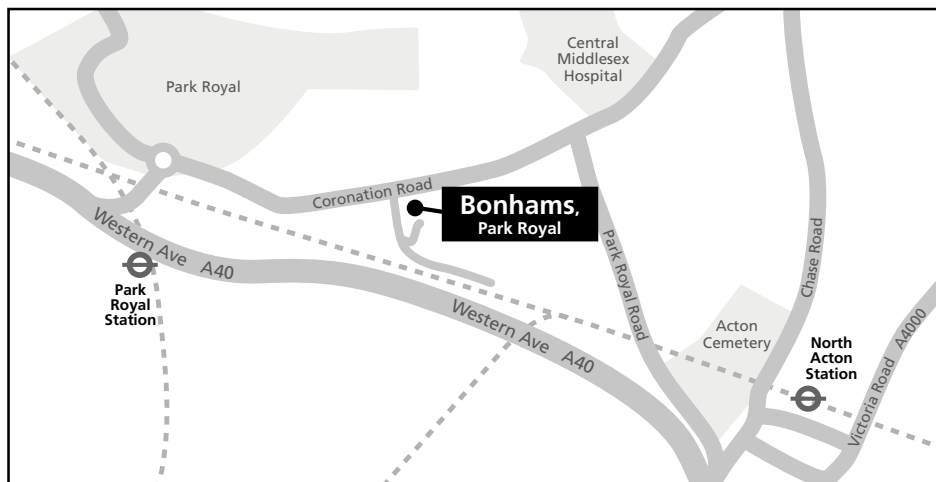 Central
Middlesex
Hospital
Park Royal
Coronation Road
Bonhams,
Park Royal
Western Ave A40
Park
Royal
Station
Park Royal Road
Chase Road
Western Ave A40
Acton
Cemetery
North
Acton
Station
Victoria Road A4000